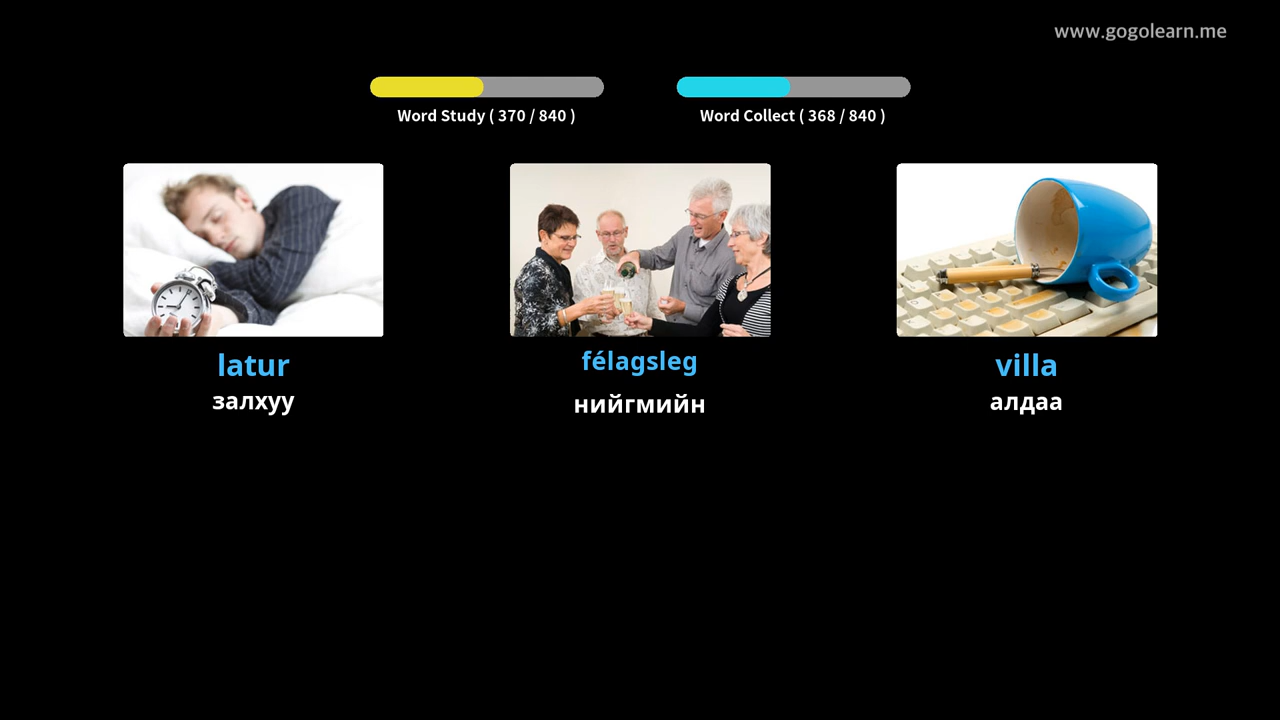 www.gogolearn.me
Word Study ( 370 / 840 )
Word Collect ( 368 / 840 )
latur
залхуу
félagsleg
нийгмийн
villa
алдаа